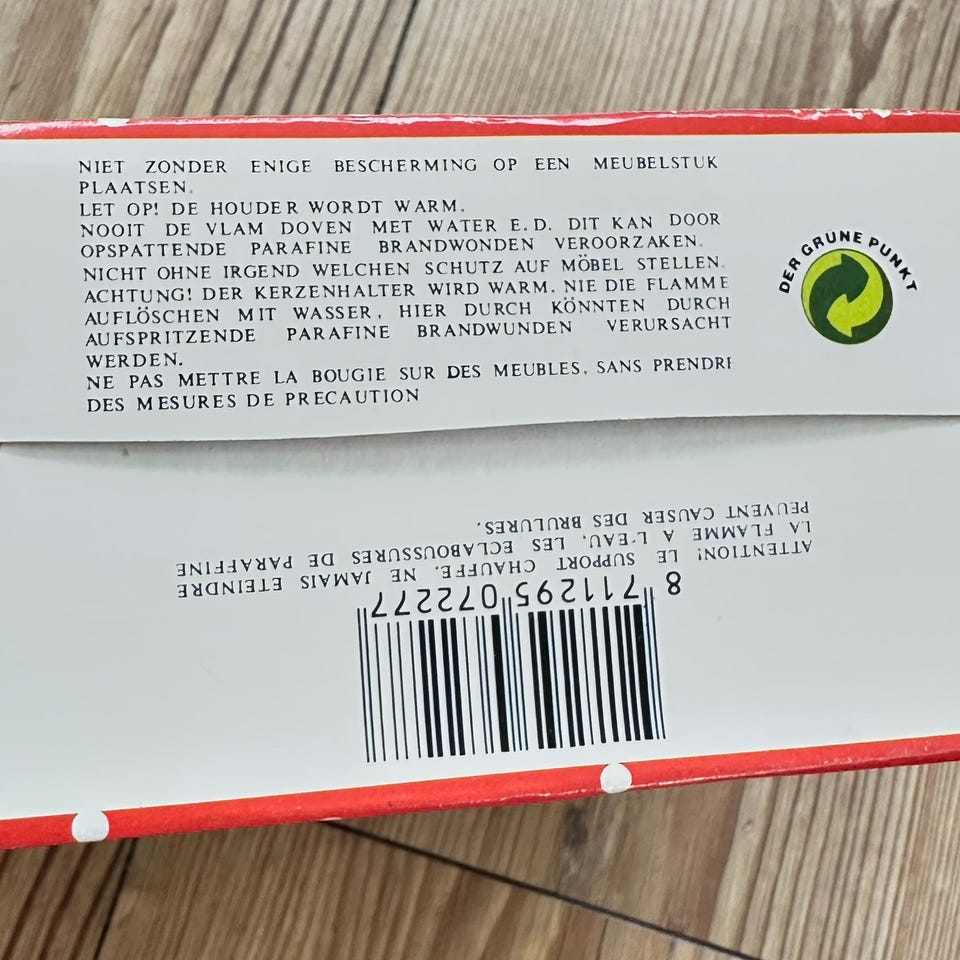 NIET ZONDER ENIGE BESCHERMING OP EEN MEUBELSTUK
PLAATSEN.
LET OP! DE HOUDER WORDT WARM.
NOOIT DE VLAM DOVEN MET WATER E.D. DIT KAN DOOR
OPSPATTENDE PARAFINE BRANDWONDEN VEROORZAKEN.
NICHT OHNE IRGEND WELCHEN SCHUTZ AUF MÖBEL STELLEN.
ACHTUNG! DER KERZENHALTER WIRD WARM. NIE DIE FLAMME
AUFLÖSCHEN MIT WASSER, HIER DURCH KÖNNTEN DURCH
AUFSPRITZENDE PARAFINE BRANDWUNDEN VERURSACHT
WERDEN.
NE PAS METTRE LA BOUGIE SUR DES MEUBLES, SANS PRENDRE
DES MESURES DE PRECAUTION
DER GRUNE PUNKT
8 711295 072277
ATTENTION! LE SUPPORT CHAUFFE. NE JAMAIS ETEINDRE
LA FLAMME A L'EAU. LES ECLABOUSSURES DE PARAFFINE
PEUVENT CAUSER DES BRULURES.